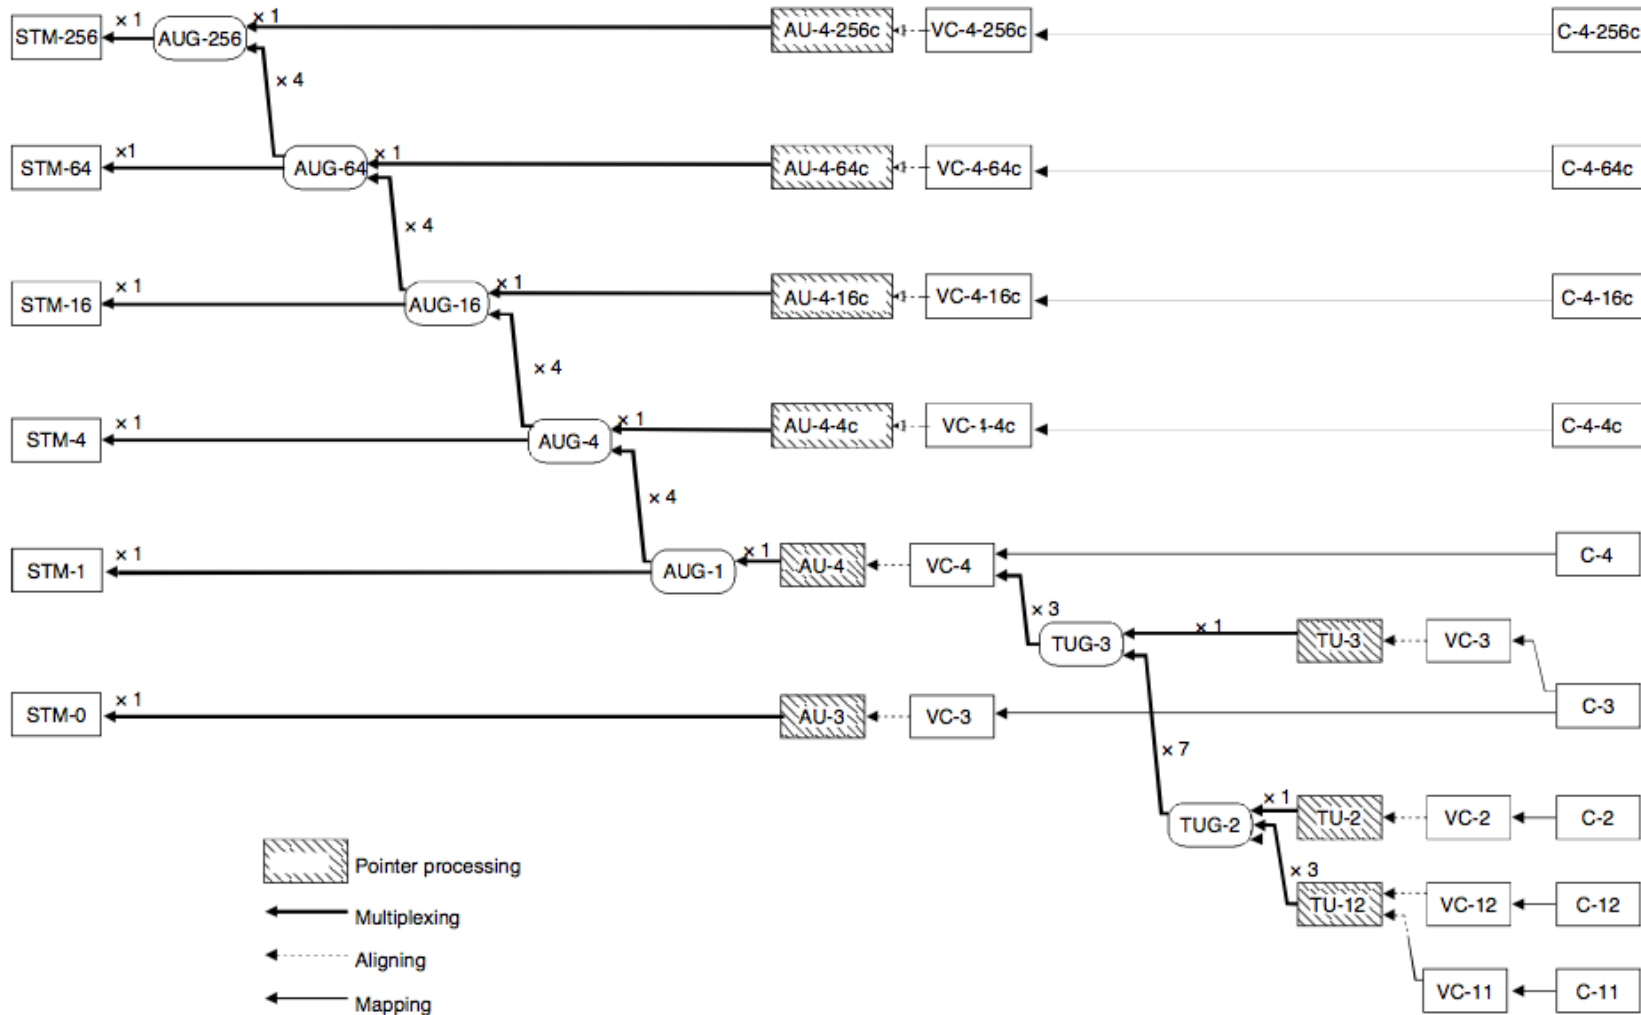 STM-256
× 1
AUG-256
× 1
AU-4-256c
VC-4-256c
C-4-256c
× 4
STM-64
×1
AUG-64
× 1
AU-4-64c
VC-4-64c
C-4-64c
× 4
STM-16
× 1
AUG-16
× 1
AU-4-16c
VC-4-16c
C-4-16c
× 4
STM-4
× 1
AUG-4
× 1
AU-4-4c
VC-4-4c
C-4-4c
× 4
STM-1
× 1
AUG-1
× 1
AU-4
VC-4
C-4
× 3
TUG-3
× 1
TU-3
VC-3
C-3
STM-0
× 1
AU-3
VC-3
× 7
TUG-2
× 1
TU-2
VC-2
C-2
× 3
TU-12
VC-12
C-12
VC-11
C-11
Pointer processing
Multiplexing
Aligning
Mapping